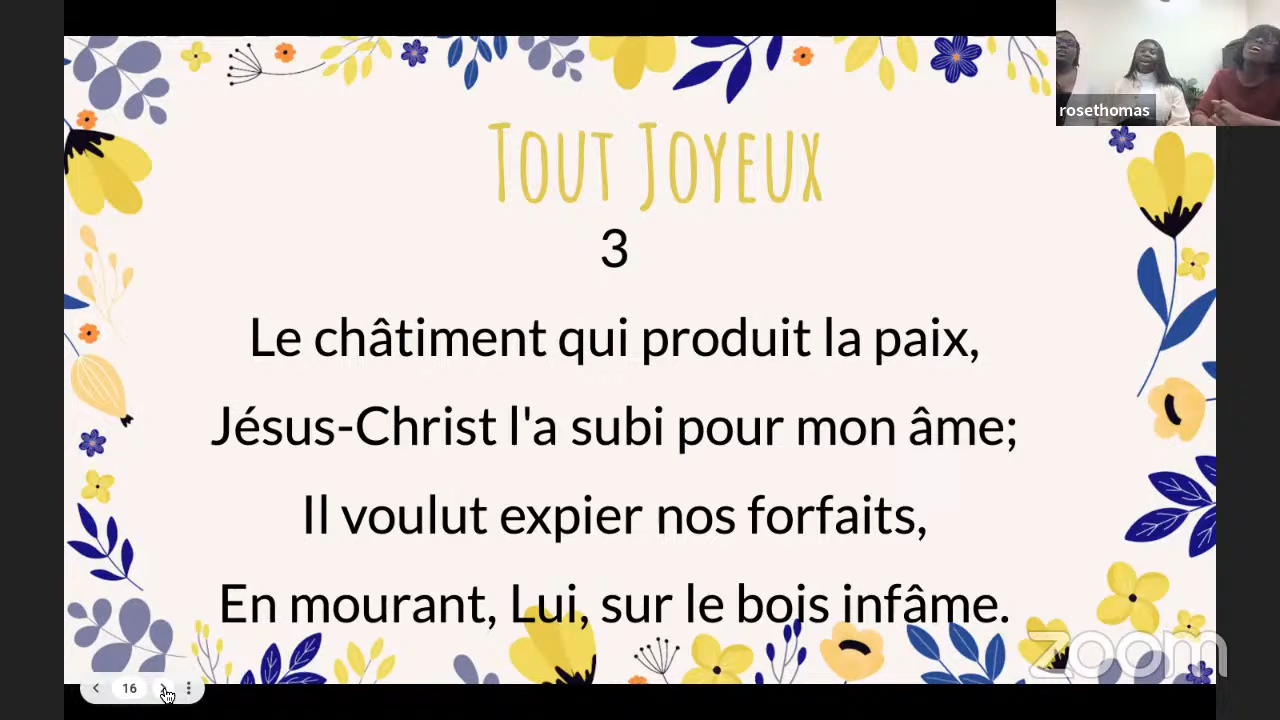 rosethomas
Tout Joyeux
3
Le châtiment qui produit la paix,
Jésus-Christ l'a subi pour mon âme;
Il voulut expier nos forfaits,
En mourant, Lui, sur le bois infâme.
zoom
16